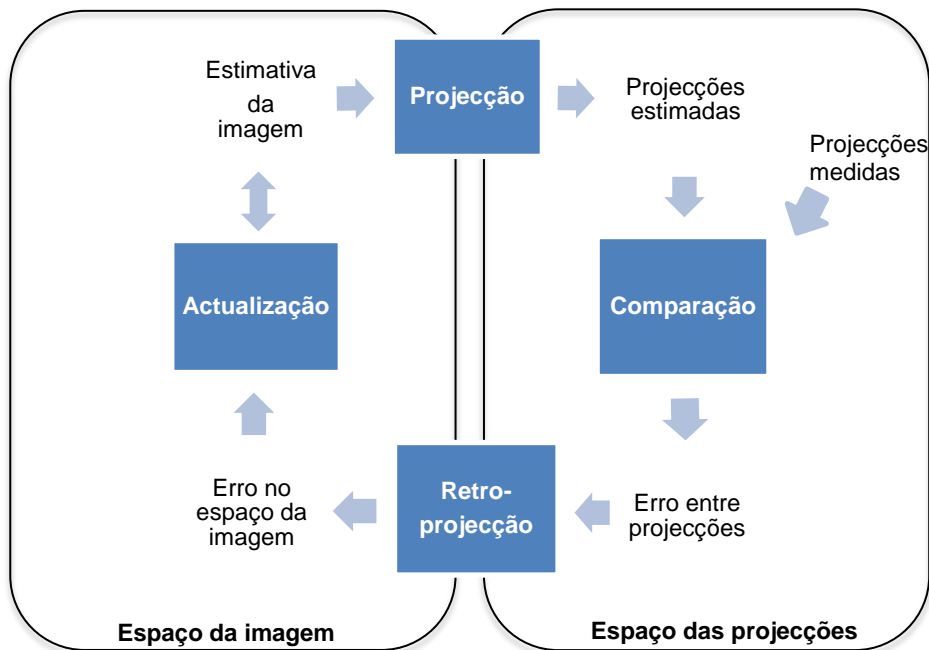 Estimativa
da
imagem
Projecção
Projecções
estimadas
Projecções
medidas
Actualização
Comparação
Erro no
espaço da
imagem
Retro-
projecção
Erro entre
projecções
Espaço da imagem
Espaço das projecções